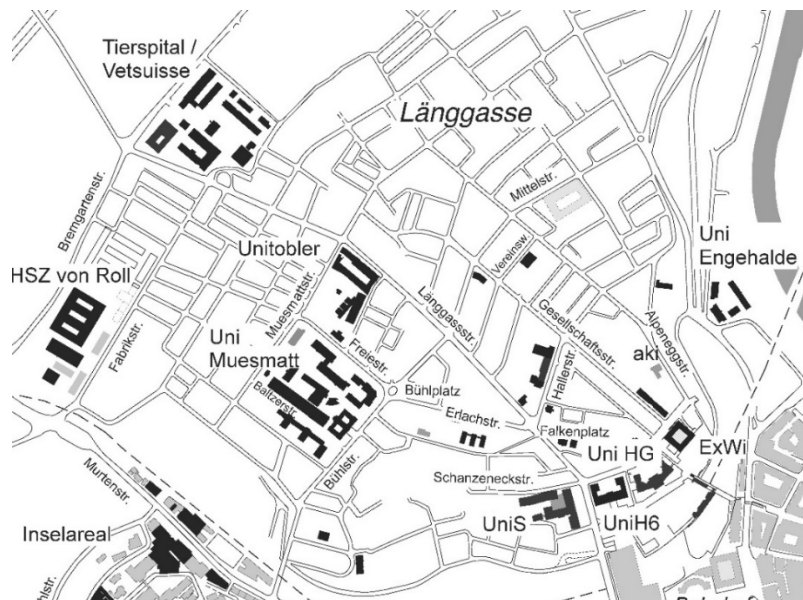 Tierspital /
Vetsuisse
Länggasse
Mittelstr.
Bremgartenstr.
Unitobler
Vereinsw.
Uni
Engehalde
HSZ von Roll
Muesmattstr.
Länggassstr.
Gesellschaftsstr.
Alpeneggstr.
Fabrikstr.
Uni
Muesmatt
Freiestr.
aki
Hallerstr.
Baltzerstr.
Bühlplatz
Erlachstr.
Falkenplatz
Uni HG
ExWi
Bühlstr.
Schanzeneckstr.
Murtenstr.
UniS
UniH6
Inselareal